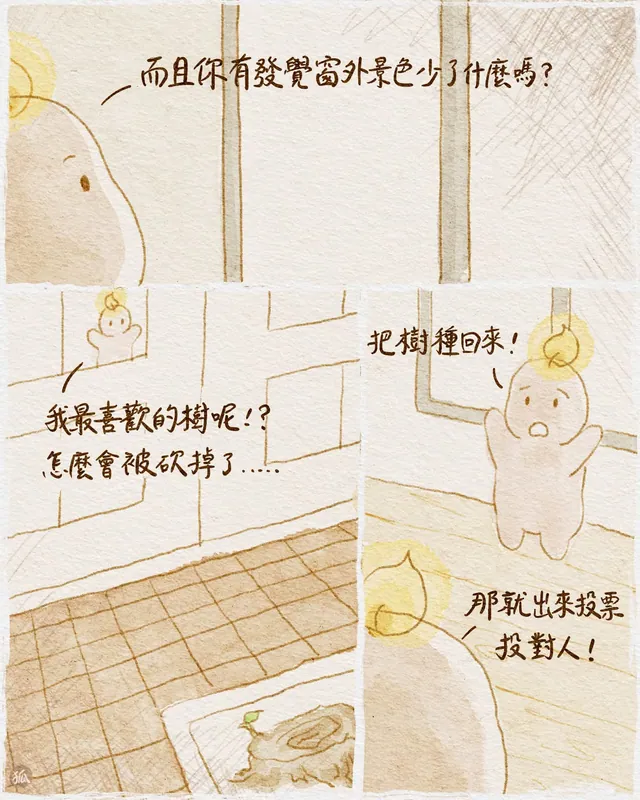 而且你有發覺窗外景色少了什麼嗎?
我最喜歡的樹呢!?
怎麼會被砍掉了.....
把樹種回來!
那就出來投票
投對人!
狐